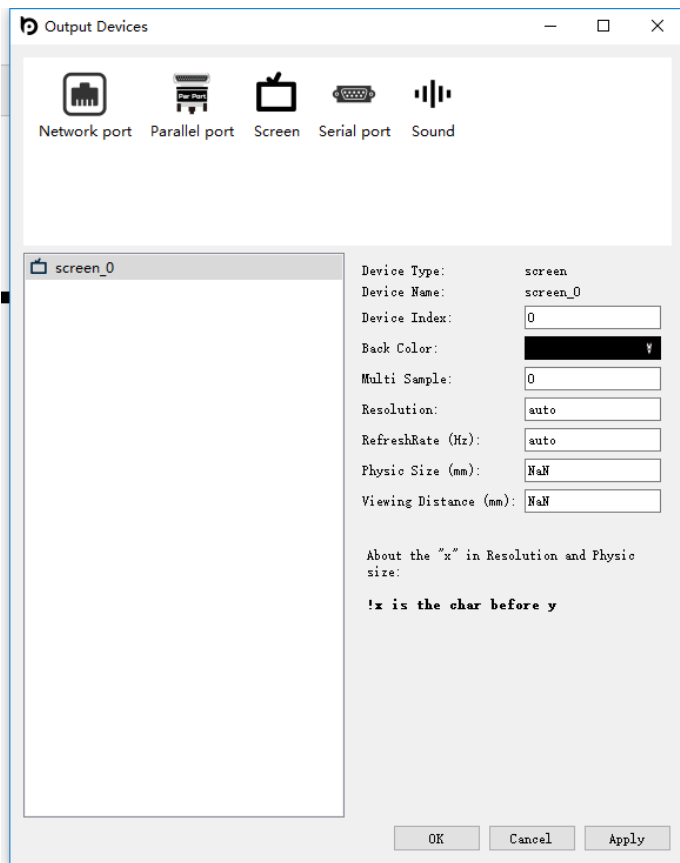 Output Devices
Par Port
Network port Parallel port Screen Serial port Sound
screen_0
Device Type: screen
Device Name: screen_0
Device Index: 0
Back Color:
Multi Sample: 0
Resolution: auto
RefreshRate (Hz): auto
Physic Size (mm): NaN
Viewing Distance (mm): NaN
About the "x" in Resolution and Physic
size:
!x is the char before y
OK Cancel Apply